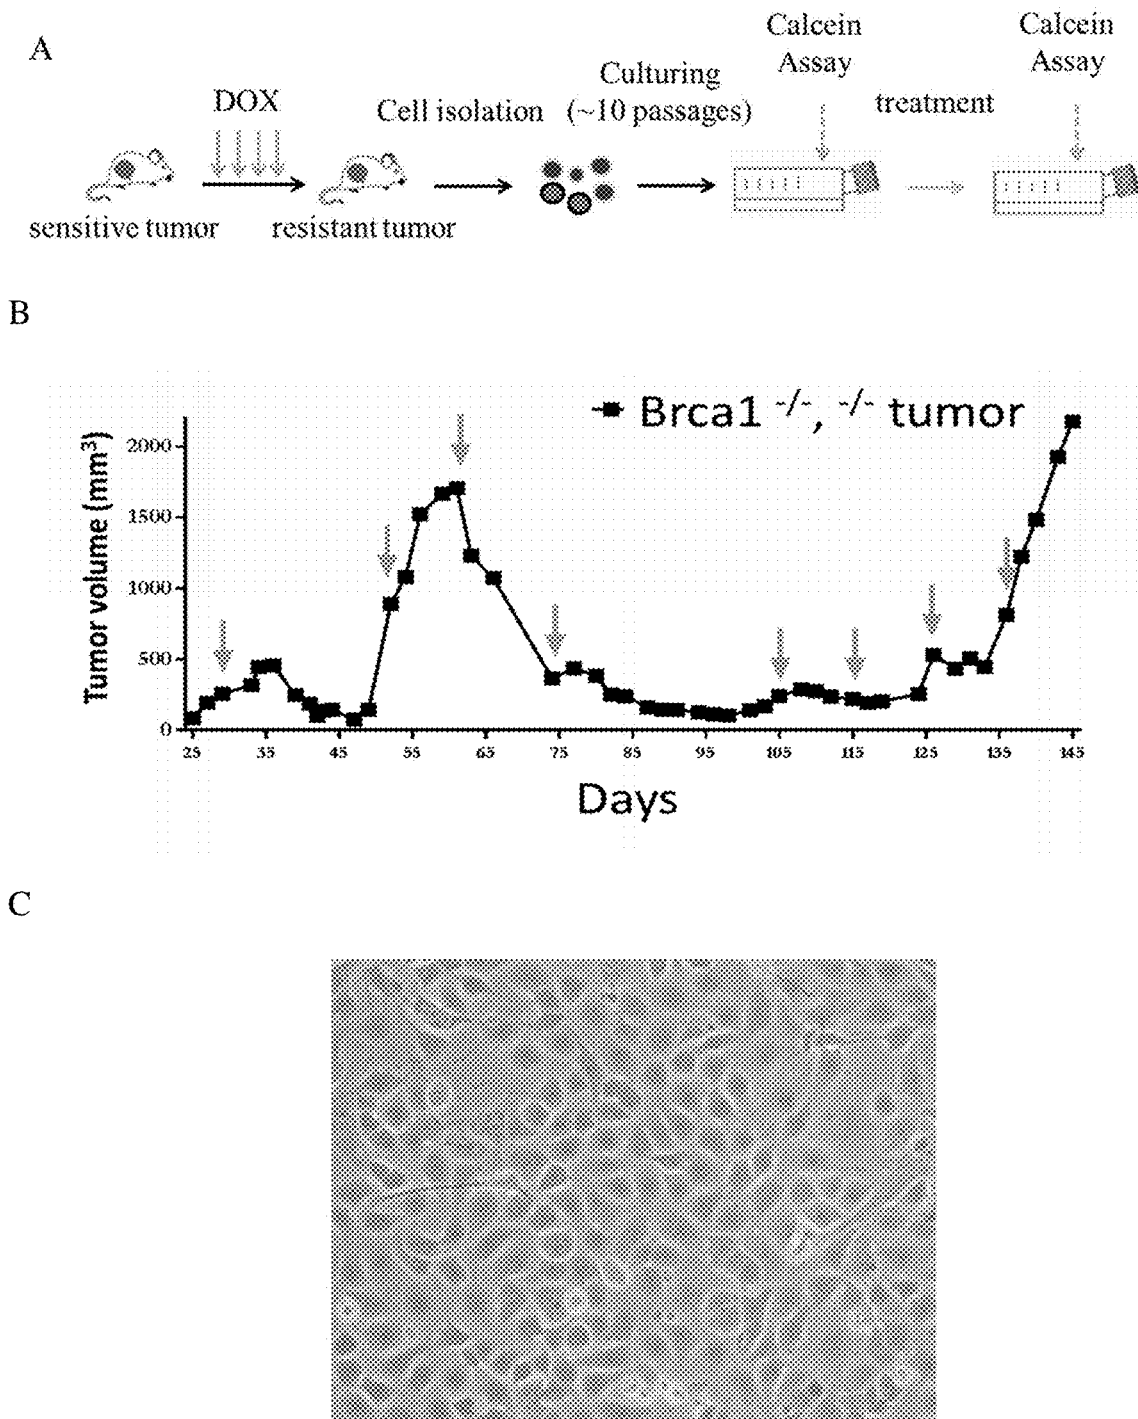 A
DOX
Cell isolation
Culturing
(~10 passages)
Calcein
Assay
treatment
Calcein
Assay
sensitive tumor
resistant tumor
B
Brca1 -/-, -/- tumor
Tumor volume (mm³)
2000
1500
1000
500
0
25 35 45 55 65 75 85 95 105 115 125 135 145
Days
C